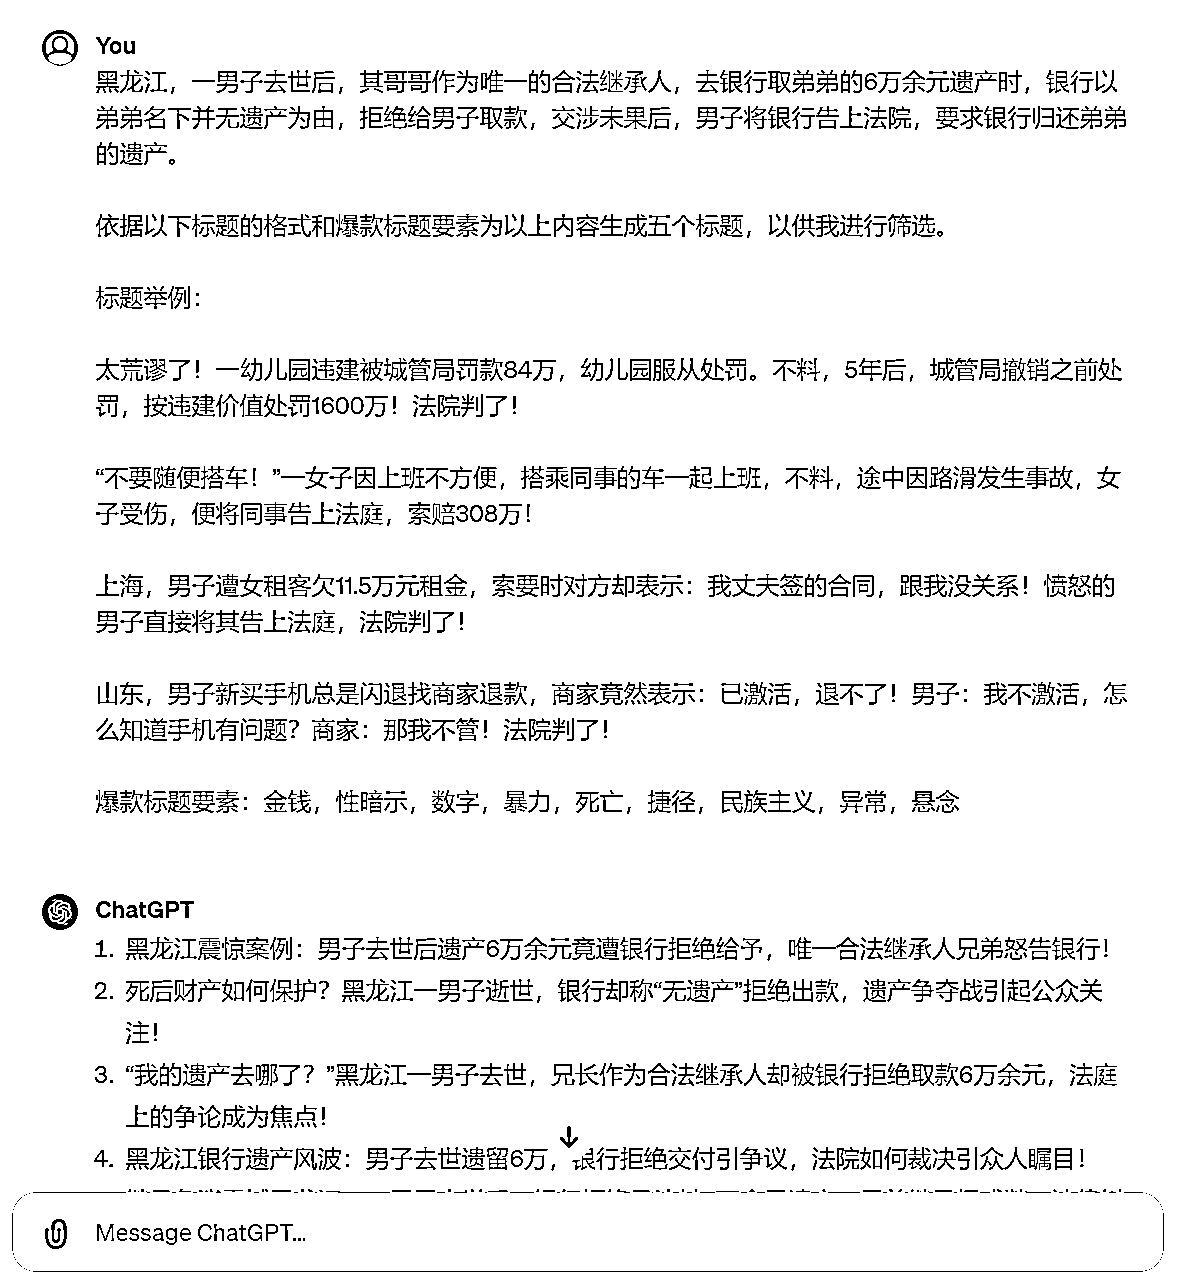 You
黑龙江，一男子去世后，其哥哥作为唯一的合法继承人，去银行取弟弟的6万余元遗产时，银行以
弟弟名下并无遗产为由，拒绝给男子取款，交涉未果后，男子将银行告上法院，要求银行归还弟弟
的遗产。
依据以下标题的格式和爆款标题要素为以上内容生成五个标题，以供我进行筛选。
标题举例：
太荒谬了！一幼儿园违建被城管局罚款84万，幼儿园服从处罚。不料，5年后，城管局撤销之前处
罚，按违建价值处罚1600万！法院判了！
“不要随便搭车！”一女子因上班不方便，搭乘同事的车一起上班，不料，途中因路滑发生事故，女
子受伤，便将同事告上法庭，索赔308万！
上海，男子遭女租客欠11.5万元租金，索要时对方却表示：我丈夫签的合同，跟我没关系！愤怒的
男子直接将其告上法庭，法院判了！
山东，男子新买手机总是闪退找商家退款，商家竟然表示：已激活，退不了！男子：我不激活，怎
么知道手机有问题？商家：那我不管！法院判了！
爆款标题要素：金钱，性暗示，数字，暴力，死亡，捷径，民族主义，异常，悬念
ChatGPT
1. 黑龙江震惊案例：男子去世后遗产6万余元竟遭银行拒绝给予，唯一合法继承人兄弟怒告银行！
2. 死后财产如何保护？黑龙江一男子逝世，银行却称“无遗产”拒绝出款，遗产争夺战引起公众关
注！
3. “我的遗产去哪了？”黑龙江一男子去世，兄长作为合法继承人却被银行拒绝取款6万余元，法庭
上的争论成为焦点！
4. 黑龙江银行遗产风波：男子去世遗留6万，银行拒绝交付引争议，法院如何裁决引众人瞩目！
Message ChatGPT...